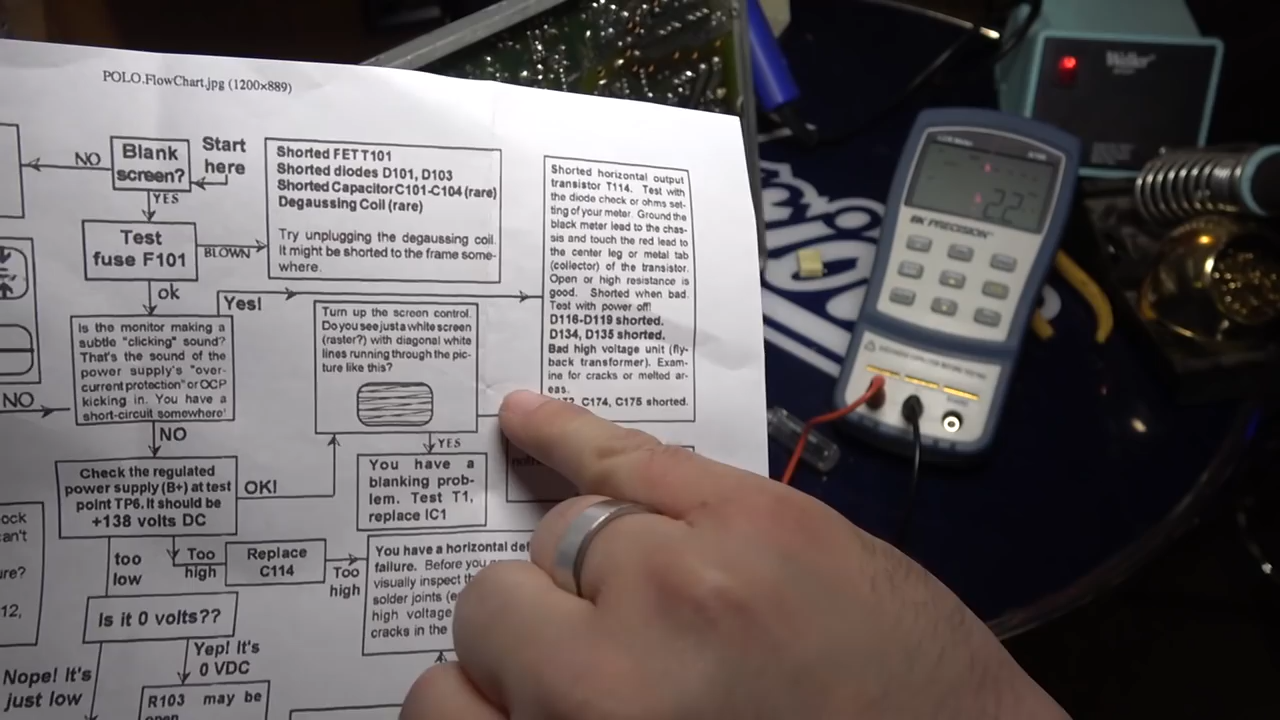 POLO.FlowChart.jpg (1200×889)
NO
Blank
screen?
Start
here
YES
Test
fuse F101
BLOWN
Shorted FET T101
Shorted diodes D101, D103
Shorted Capacitor C101-C104 (rare)
Degaussing Coil (rare)
Try unplugging the degaussing coil.
It might be shorted to the frame some-
where.
Shorted horizontal output
transistor T114. Test with
the diode check or ohms set-
ting of your meter. Ground the
black meter lead to the chas-
sis and touch the red lead to
the center leg or metal tab
(collector) of the transistor.
Open or high resistance is
good. Shorted when bad.
Test with power off!
D116-D119 shorted.
D134, D135 shorted.
Bad high voltage unit (fly-
back transformer). Exam-
ine for cracks or melted ar-
eas.
C174, C175 shorted.
ok
Yes!
Is the monitor making a
subtle "clicking" sound?
That's the sound of the
power supply's "over-
current protection" or OCP
kicking in. You have a
short-circuit somewhere!
NO
Turn up the screen control.
Do you see just a white screen
(raster?) with diagonal white
lines running through the pic-
ture like this?
NO
YES
Check the regulated
power supply (B+) at test
point TP6. It should be
+138 volts DC
OK!
You have a
blanking prob-
lem. Test T1,
replace IC1
too
low
Too
high
Replace
C114
Too
high
You have a horizontal def
failure. Before you
visually inspect th
solder joints (e
high voltage
cracks in the
Is it 0 volts??
Nope! It's
just low
Yep! It's
0 VDC
R103 may be
open
ock
can't
ure?
12,
Weller
BK PRECISION
22